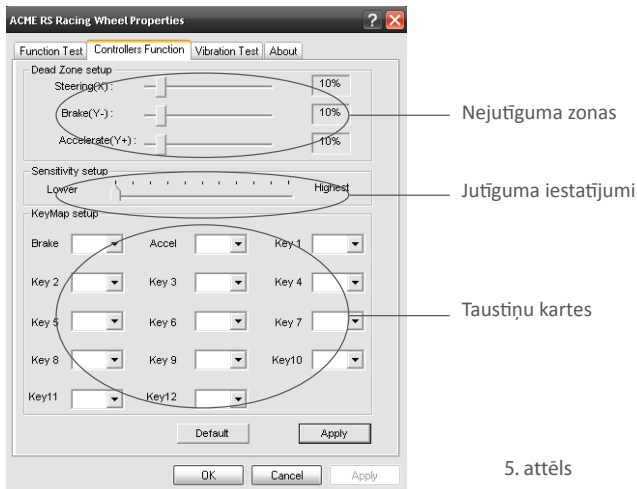 ACME RS Racing Wheel Properties
Function Test Controllers Function Vibration Test About
Dead Zone setup
Steering(X) : 10%
Brake(Y-) : 10%
Accelerate(Y+) : 10%
Nejutīguma zonas
Sensitivity setup
Lower Highest
Jutīguma iestatījumi
KeyMap setup
Brake Accel Key 1
Key 2 Key 3 Key 4
Key 5 Key 6 Key 7
Taustiņu kartes
Key 8 Key 9 Key10
Key11 Key12
Default Apply
OK Cancel Apply
5. attēls